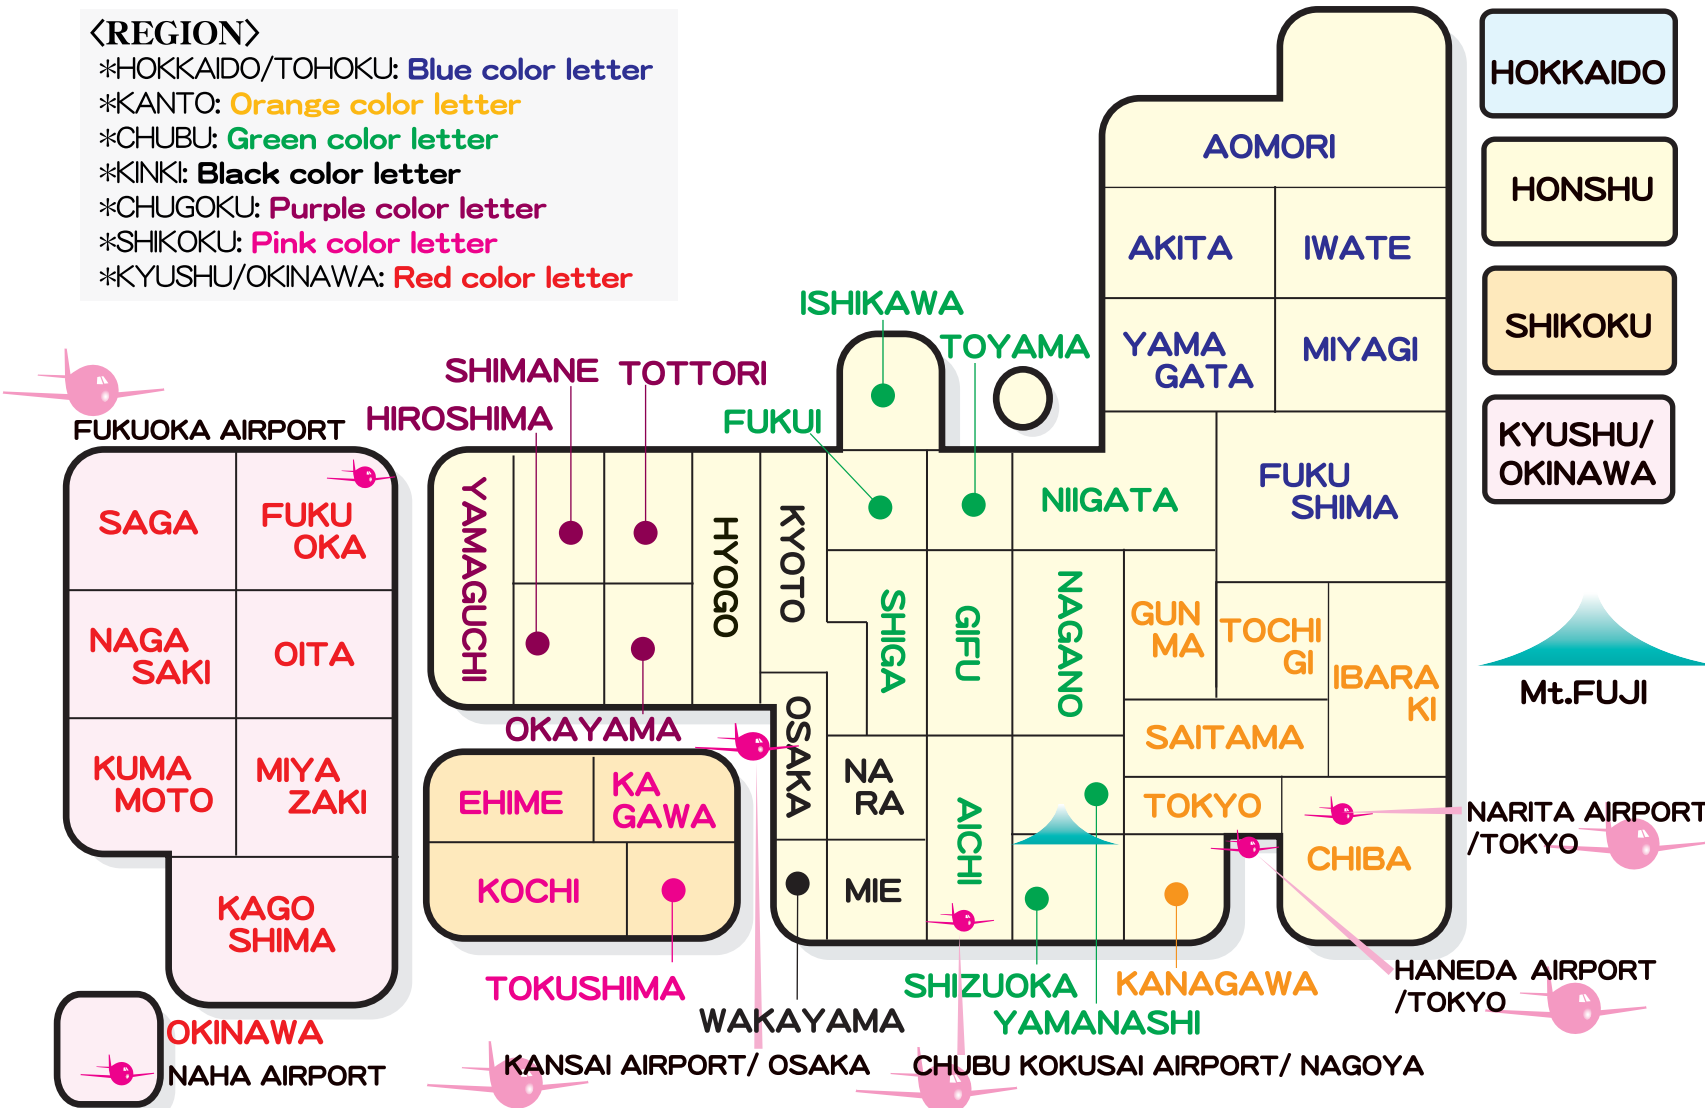 〈REGION〉
*HOKKAIDO/TOHOKU: Blue color letter
*KANTO: Orange color letter
*CHUBU: Green color letter
*KINKI: Black color letter
*CHUGOKU: Purple color letter
*SHIKOKU: Pink color letter
*KYUSHU/OKINAWA: Red color letter
HOKKAIDO
HONSHU
SHIKOKU
KYUSHU/
OKINAWA
Mt.FUJI
AOMORI
AKITA
IWATE
YAMA
GATA
MIYAGI
FUKU
SHIMA
ISHIKAWA
TOYAMA
FUKUI
NIIGATA
SHIMANE
TOTTORI
HIROSHIMA
YAMAGUCHI
HYOGO
KYOTO
SHIGA
GIFU
NAGANO
GUN
MA
TOCHI
GI
IBARA
KI
SAITAMA
TOKYO
CHIBA
OKAYAMA
OSAKA
NA
RA
MIE
AICHI
WAKAYAMA
SHIZUOKA
YAMANASHI
KANAGAWA
EHIME
KA
GAWA
KOCHI
TOKUSHIMA
FUKUOKA AIRPORT
SAGA
FUKU
OKA
NAGA
SAKI
OITA
KUMA
MOTO
MIYA
ZAKI
KAGO
SHIMA
OKINAWA
NAHA AIRPORT
KANSAI AIRPORT/ OSAKA
CHUBU KOKUSAI AIRPORT/ NAGOYA
NARITA AIRPORT
/TOKYO
HANEDA AIRPORT
/TOKYO